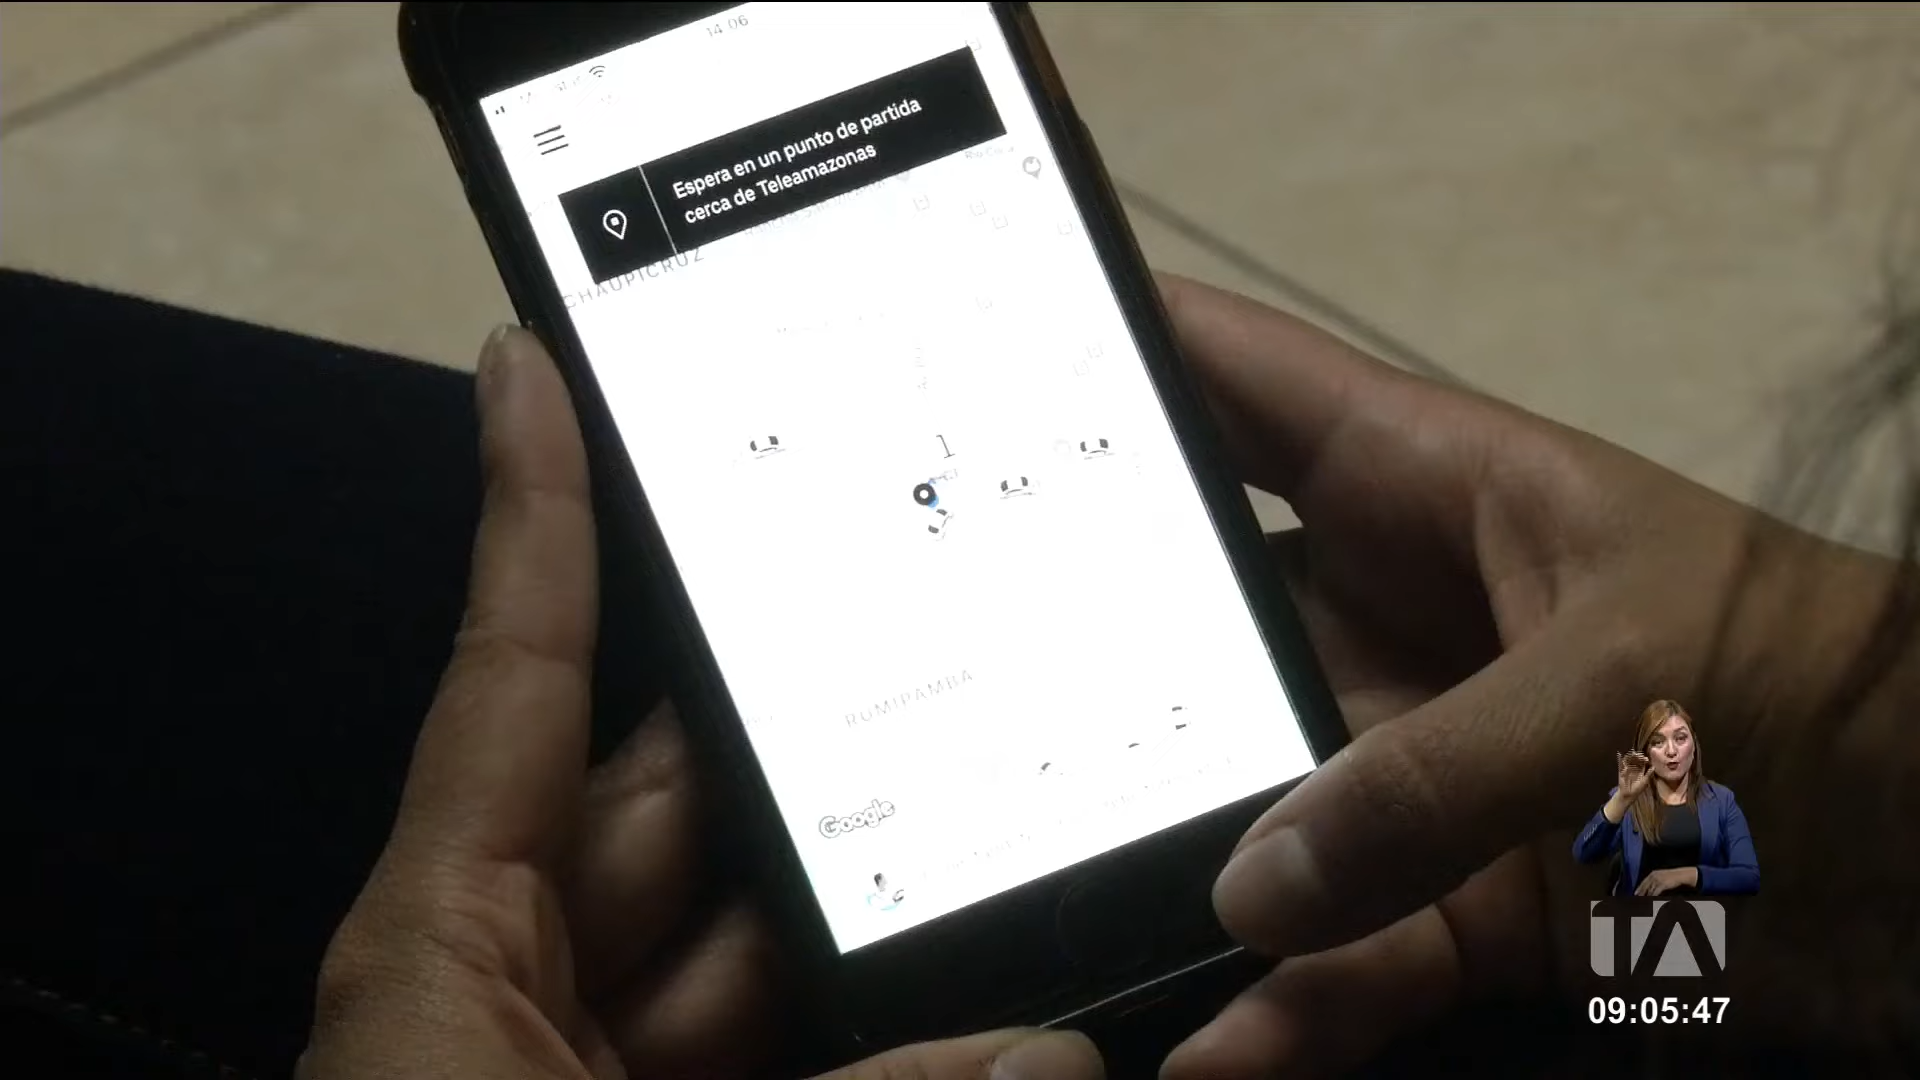 14:06
Espera en un punto de partida
cerca de Teleamazonas
CHAUPICRUZ
RUMIPAMBA
Google
TA
09:05:47